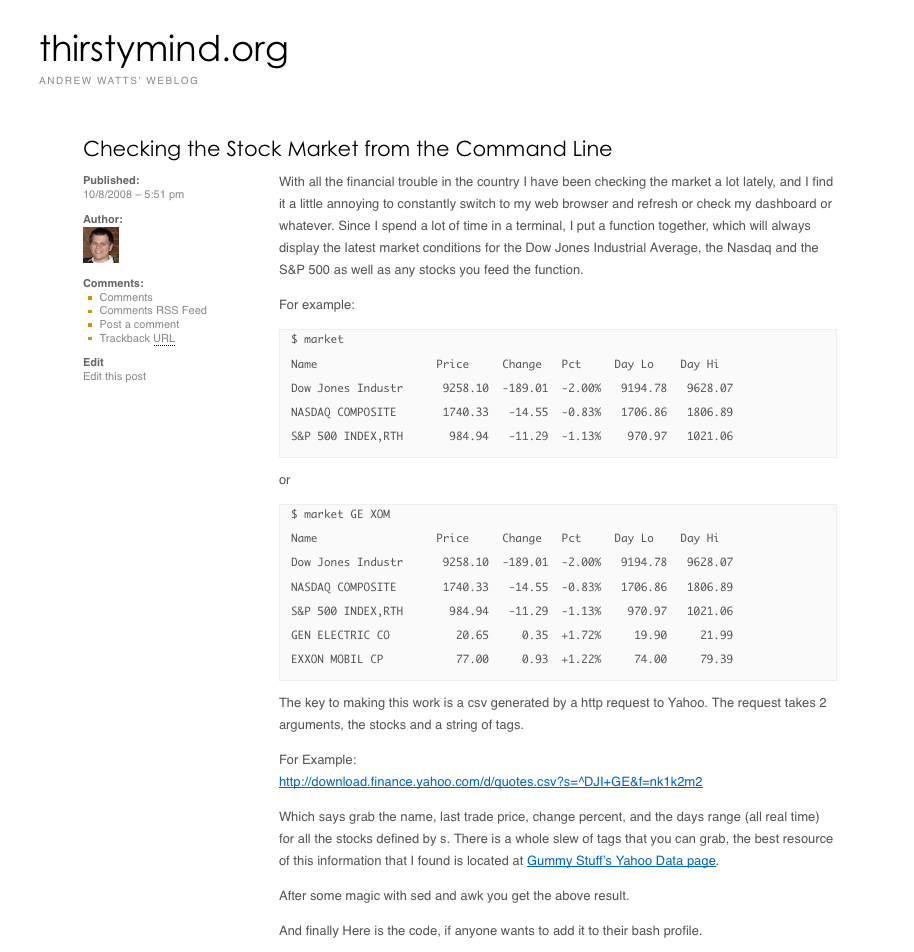 thirstymind.org
ANDREW WATTS' WEBLOG
Checking the Stock Market from the Command Line
Published:
10/8/2008 – 5:51 pm
Author:
Comments:
Comments
Comments RSS Feed
Post a comment
Trackback URL
Edit
Edit this post
With all the financial trouble in the country I have been checking the market a lot lately, and I find
it a little annoying to constantly switch to my web browser and refresh or check my dashboard or
whatever. Since I spend a lot of time in a terminal, I put a function together, which will always
display the latest market conditions for the Dow Jones Industrial Average, the Nasdaq and the
S&P 500 as well as any stocks you feed the function.
For example:
$ market
Name Price Change Pct Day Lo Day Hi
Dow Jones Industr 9258.10 -189.01 -2.00% 9194.78 9628.07
NASDAQ COMPOSITE 1740.33 -14.55 -0.83% 1706.86 1806.89
S&P 500 INDEX,RTH 984.94 -11.29 -1.13% 970.97 1021.06
or
$ market GE XOM
Name Price Change Pct Day Lo Day Hi
Dow Jones Industr 9258.10 -189.01 -2.00% 9194.78 9628.07
NASDAQ COMPOSITE 1740.33 -14.55 -0.83% 1706.86 1806.89
S&P 500 INDEX,RTH 984.94 -11.29 -1.13% 970.97 1021.06
GEN ELECTRIC CO 20.65 0.35 +1.72% 19.90 21.99
EXXON MOBIL CP 77.00 0.93 +1.22% 74.00 79.39
The key to making this work is a csv generated by a http request to Yahoo. The request takes 2
arguments, the stocks and a string of tags.
For Example:
http://download.finance.yahoo.com/d/quotes.csv?s=^DJI+GE&f=nk1k2m2
Which says grab the name, last trade price, change percent, and the days range (all real time)
for all the stocks defined by s. There is a whole slew of tags that you can grab, the best resource
of this information that I found is located at Gummy Stuff's Yahoo Data page.
After some magic with sed and awk you get the above result.
And finally Here is the code, if anyone wants to add it to their bash profile.